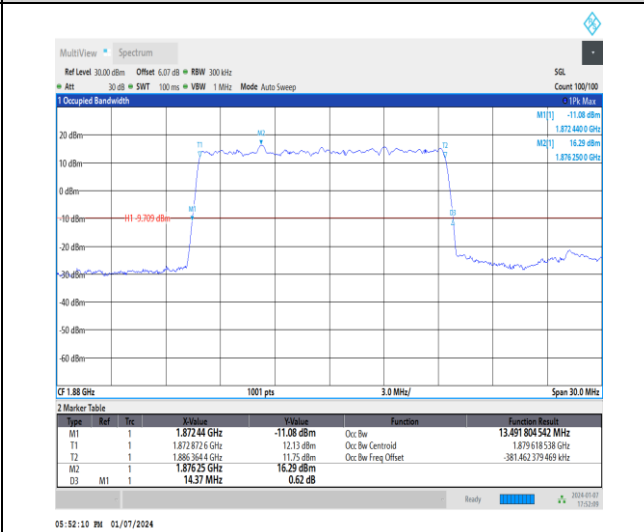 MultiView Spectrum
Ref Level 30.00 dBm Offset 6.07 dB RBW 300 kHz SGL
Att 30 dB SWT 100 ms VBW 1 MHz Mode Auto Sweep Count 100/100
1 Occupied Bandwidth 1Pk Max
M1[1] -11.08 dBm
1.872 440 0 GHz
M2[1] 16.29 dBm
1.876 250 0 GHz
20 dBm
M2
T1
T2
10 dBm
0 dBm
M1
D3
-10 dBm
H1 -9.709 dBm
-20 dBm
-30 dBm
-40 dBm
-50 dBm
-60 dBm
CF 1.88 GHz 1001 pts 3.0 MHz/ Span 30.0 MHz
2 Marker Table
Type Ref Trc X-Value Y-Value Function Function Result
M1 1 1.872 44 GHz -11.08 dBm Occ Bw 13.491 804 542 MHz
T1 1 1.872 872 6 GHz 12.13 dBm Occ Bw Centroid 1.879 618 538 GHz
T2 1 1.886 364 4 GHz 11.75 dBm Occ Bw Freq Offset -381.462 379 469 kHz
M2 1 1.876 25 GHz 16.29 dBm
D3 M1 1 14.37 MHz 0.62 dB
Ready 2024-01-07
17:52:09
05:52:10 PM 01/07/2024